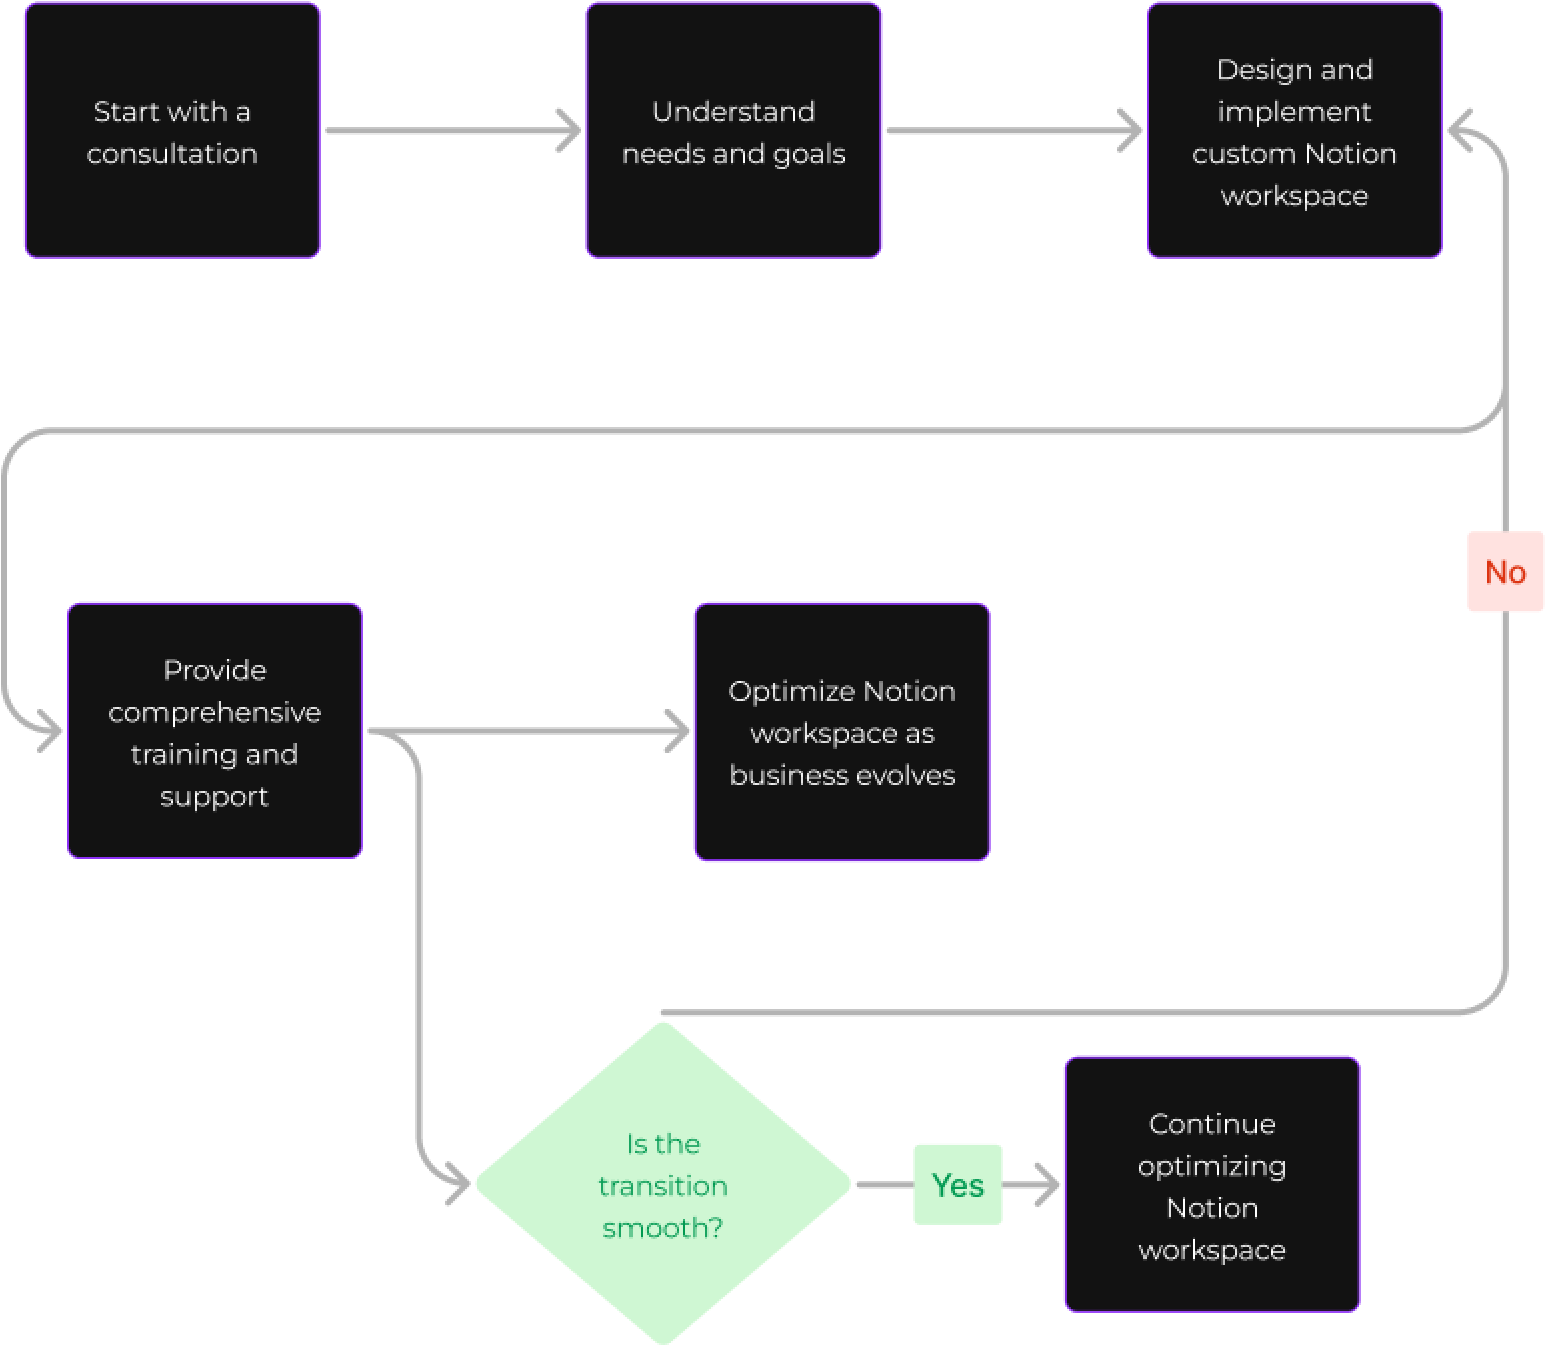 Start with a
consultation
Understand
needs and goals
Design and
implement
custom Notion
workspace
No
Provide
comprehensive
training and
support
Optimize Notion
workspace as
business evolves
Is the
transition
smooth?
Yes
Continue
optimizing
Notion
workspace